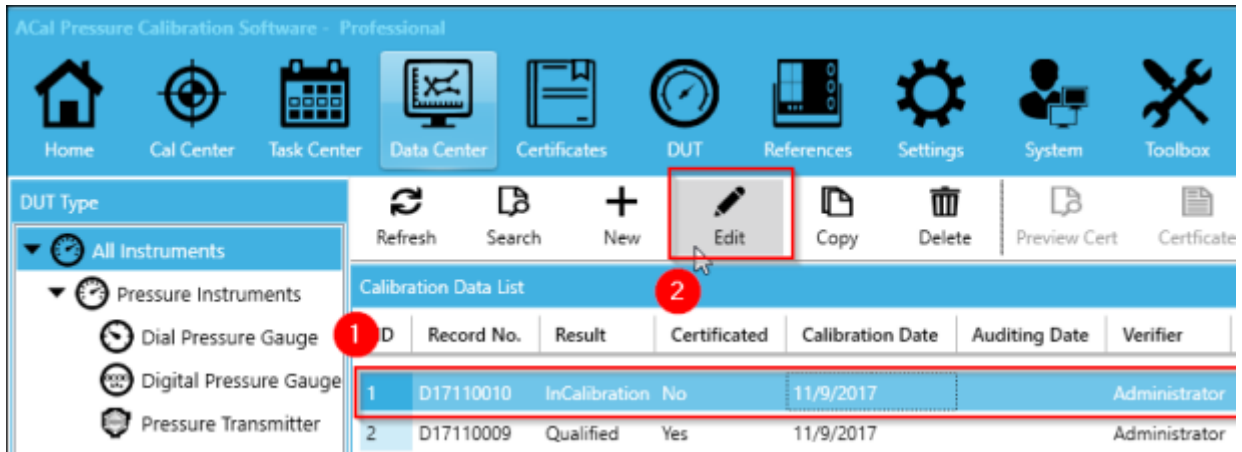 ACal Pressure Calibration Software - Professional
Home Cal Center Task Center Data Center Certificates DUT References Settings System Toolbox
DUT Type
Refresh Search New Edit Copy Delete Preview Cert Certficate
All Instruments
Pressure Instruments
Calibration Data List
2
1
D Record No. Result Certificated Calibration Date Auditing Date Verifier
Dial Pressure Gauge
Digital Pressure Gauge
1 D17110010 InCalibration No 11/9/2017 Administrator
Pressure Transmitter
2 D17110009 Qualified Yes 11/9/2017 Administrator